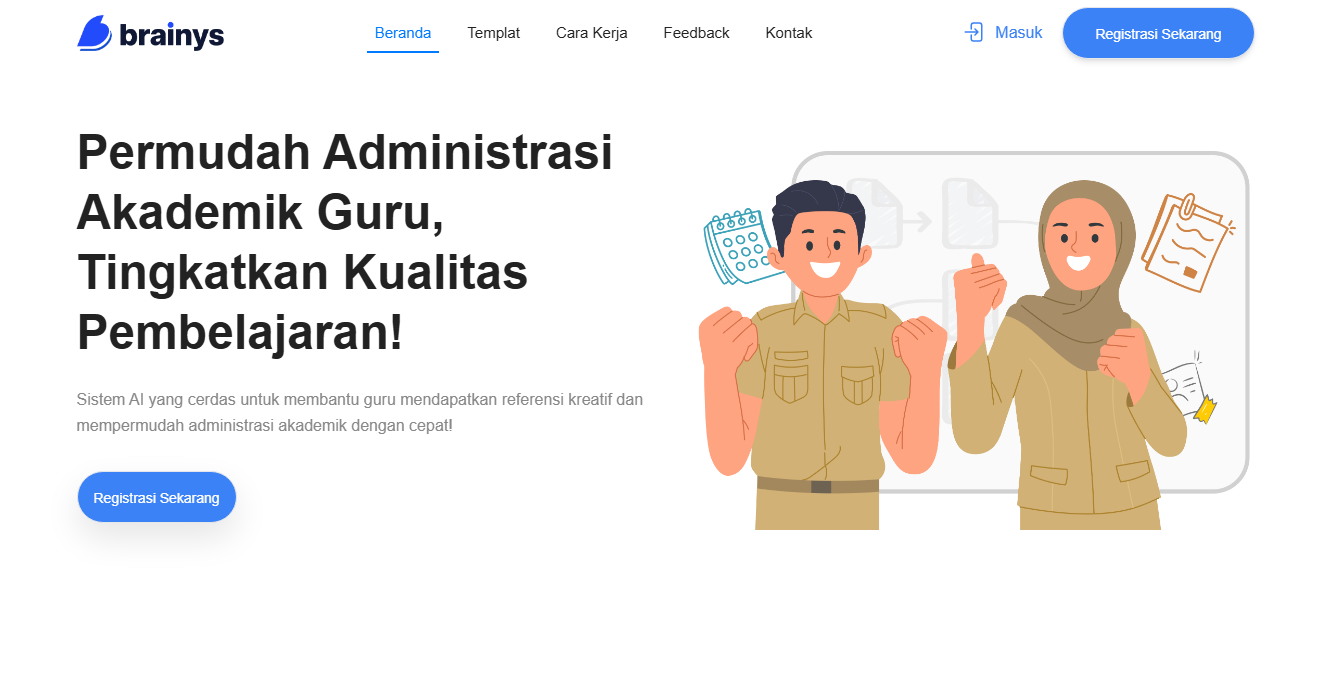 brainys
Beranda
Templat
Cara Kerja
Feedback
Kontak
Masuk
Registrasi Sekarang
Permudah Administrasi
Akademik Guru,
Tingkatkan Kualitas
Pembelajaran!
Sistem AI yang cerdas untuk membantu guru mendapatkan referensi kreatif dan
mempermudah administrasi akademik dengan cepat!
Registrasi Sekarang